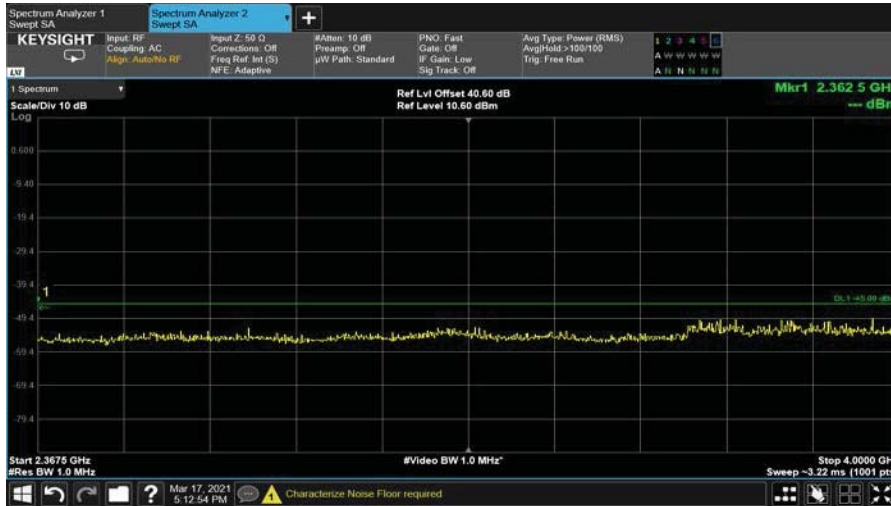 Spectrum Analyzer 1
Swept SA
Spectrum Analyzer 2
Swept SA
KEYSIGHT
Input: RF
Coupling: AC
Align: Auto/No RF
Input Z: 50 Ω
Corrections: Off
Freq Ref: Int (S)
NFE: Adaptive
#Atten: 10 dB
Preamp: Off
µW Path: Standard
PNO: Fast
Gate: Off
IF Gain: Low
Sig Track: Off
Avg Type: Power (RMS)
Avg|Hold:>100/100
Trig: Free Run
1 2 3 4 5 6
A W W W W W
A N N N N N
LXI
1 Spectrum
Scale/Div 10 dB
Log
Ref Lvl Offset 40.60 dB
Ref Level 10.60 dBm
Mkr1 2.362 5 GH
--- dBm
0.600
-9.40
-19.4
-29.4
-39.4
1
DL1 -45.00 dB
-49.4
-59.4
-69.4
-79.4
Start 2.3675 GHz
#Res BW 1.0 MHz
#Video BW 1.0 MHz*
Stop 4.0000 GH
Sweep ~3.22 ms (1001 pts
Mar 17, 2021
5:12:54 PM
Characterize Noise Floor required